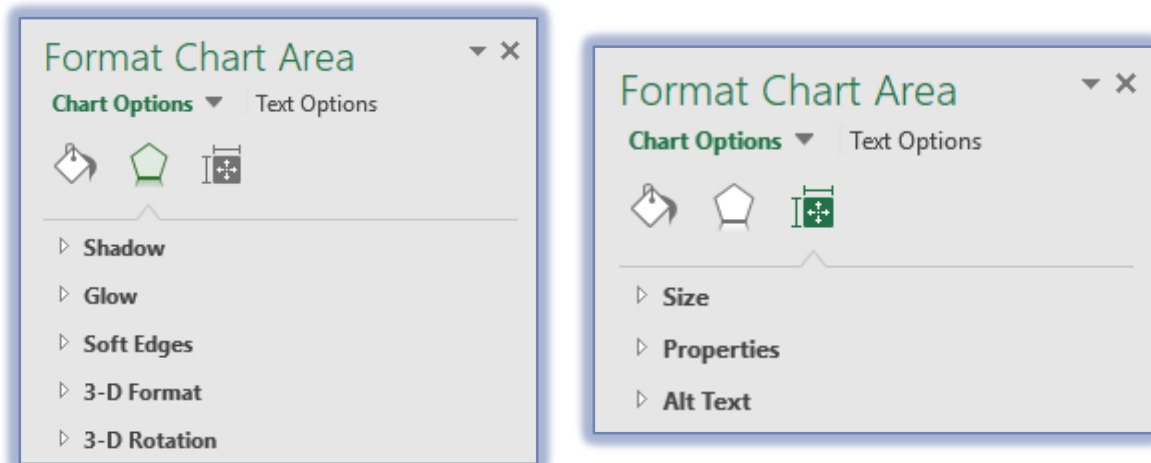 Format Chart Area
Chart Options Text Options
Shadow
Glow
Soft Edges
3-D Format
3-D Rotation
Format Chart Area
Chart Options Text Options
Size
Properties
Alt Text